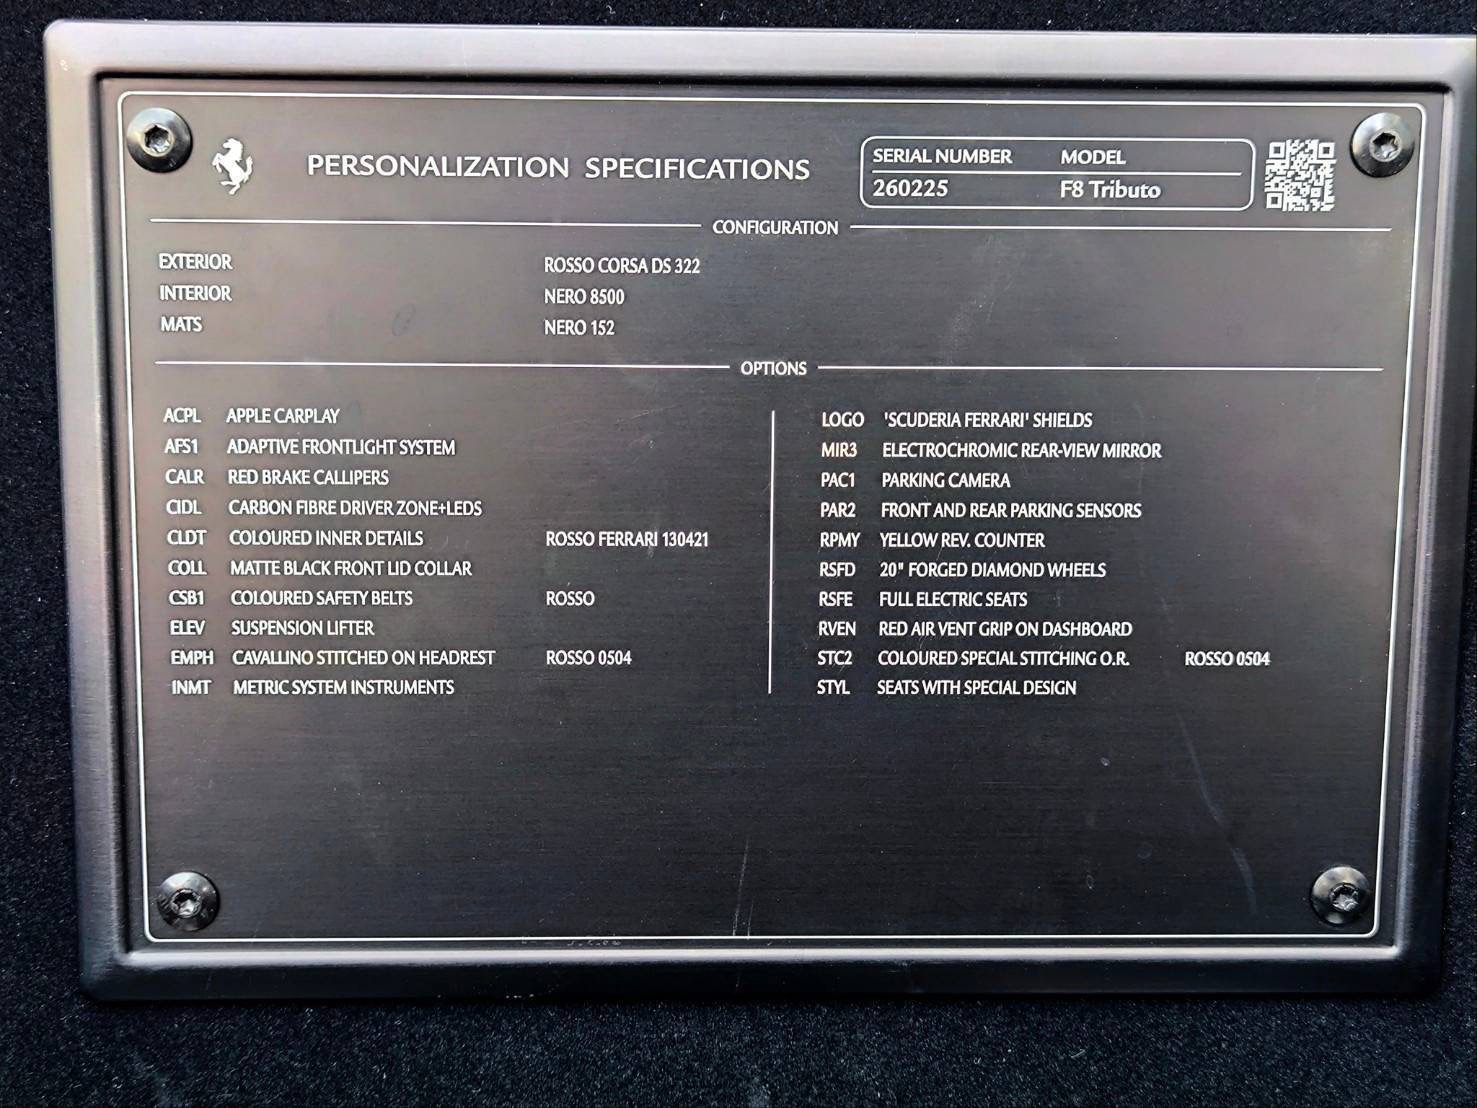 PERSONALIZATION SPECIFICATIONS
SERIAL NUMBER MODEL
260225 F8 Tributo
CONFIGURATION
EXTERIOR ROSSO CORSA DS 322
INTERIOR NERO 8500
MATS NERO 152
OPTIONS
ACPL APPLE CARPLAY
AFS1 ADAPTIVE FRONTLIGHT SYSTEM
CALR RED BRAKE CALLIPERS
CIDL CARBON FIBRE DRIVER ZONE+LEDS
CLDT COLOURED INNER DETAILS ROSSO FERRARI 130421
COLL MATTE BLACK FRONT LID COLLAR
CSB1 COLOURED SAFETY BELTS ROSSO
ELEV SUSPENSION LIFTER
EMPH CAVALLINO STITCHED ON HEADREST ROSSO 0504
INMT METRIC SYSTEM INSTRUMENTS
LOGO 'SCUDERIA FERRARI' SHIELDS
MIR3 ELECTROCHROMIC REAR-VIEW MIRROR
PAC1 PARKING CAMERA
PAR2 FRONT AND REAR PARKING SENSORS
RPMY YELLOW REV. COUNTER
RSFD 20" FORGED DIAMOND WHEELS
RSFE FULL ELECTRIC SEATS
RVEN RED AIR VENT GRIP ON DASHBOARD
STC2 COLOURED SPECIAL STITCHING O.R. ROSSO 0504
STYL SEATS WITH SPECIAL DESIGN